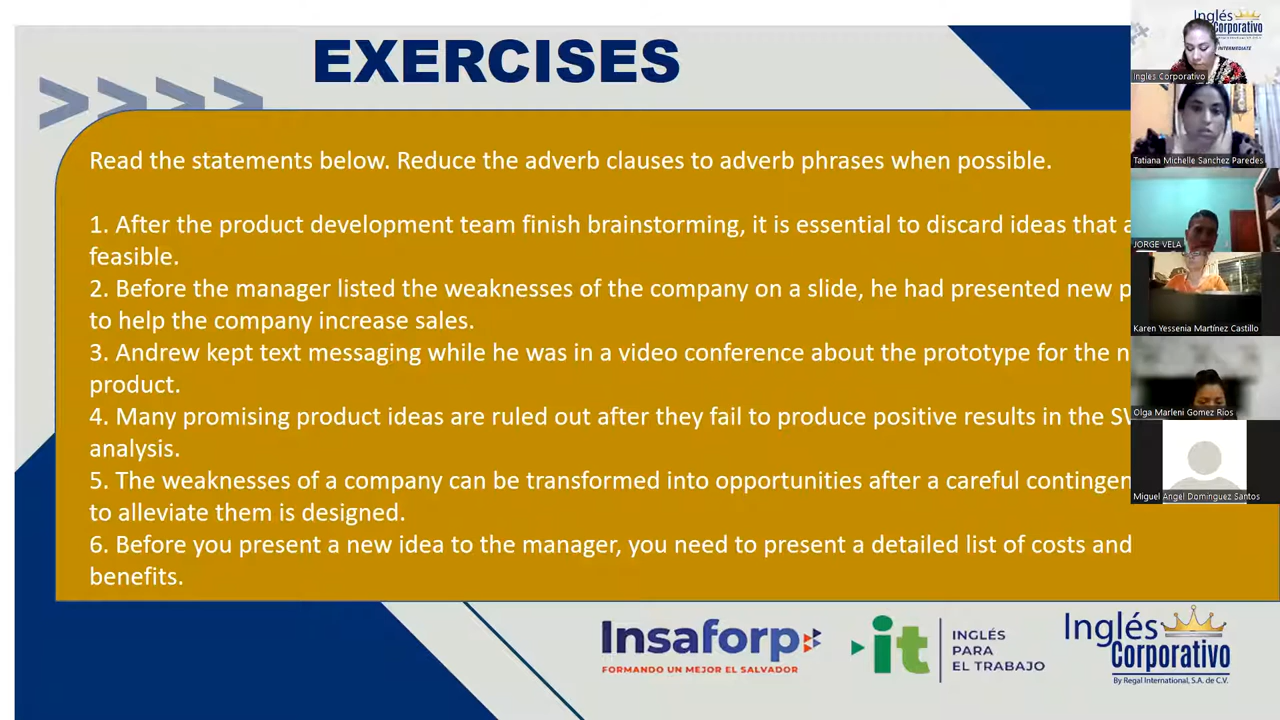 EXERCISES
Read the statements below. Reduce the adverb clauses to adverb phrases when possible.
1. After the product development team finish brainstorming, it is essential to discard ideas that
feasible.
2. Before the manager listed the weaknesses of the company on a slide, he had presented new
to help the company increase sales.
3. Andrew kept text messaging while he was in a video conference about the prototype for the
product.
4. Many promising product ideas are ruled out after they fail to produce positive results in the
analysis.
5. The weaknesses of a company can be transformed into opportunities after a careful
to alleviate them is designed.
6. Before you present a new idea to the manager, you need to present a detailed list of costs and
benefits.
Insaforp
FORMANDO UN MEJOR EL SALVADOR
it
INGLÉS
PARA
EL TRABAJO
Inglés
Corporativo
By Regal International, S.A. de C.V.
Inglés
Corporativo
INTERMEDIATE
Ingles Corporativo
Tatiana Michelle Sanchez Paredes
JORGE VELA
Karen Yessenia Martínez Castillo
Olga Marleni Gomez Rios
Miguel Angel Dominguez Santos